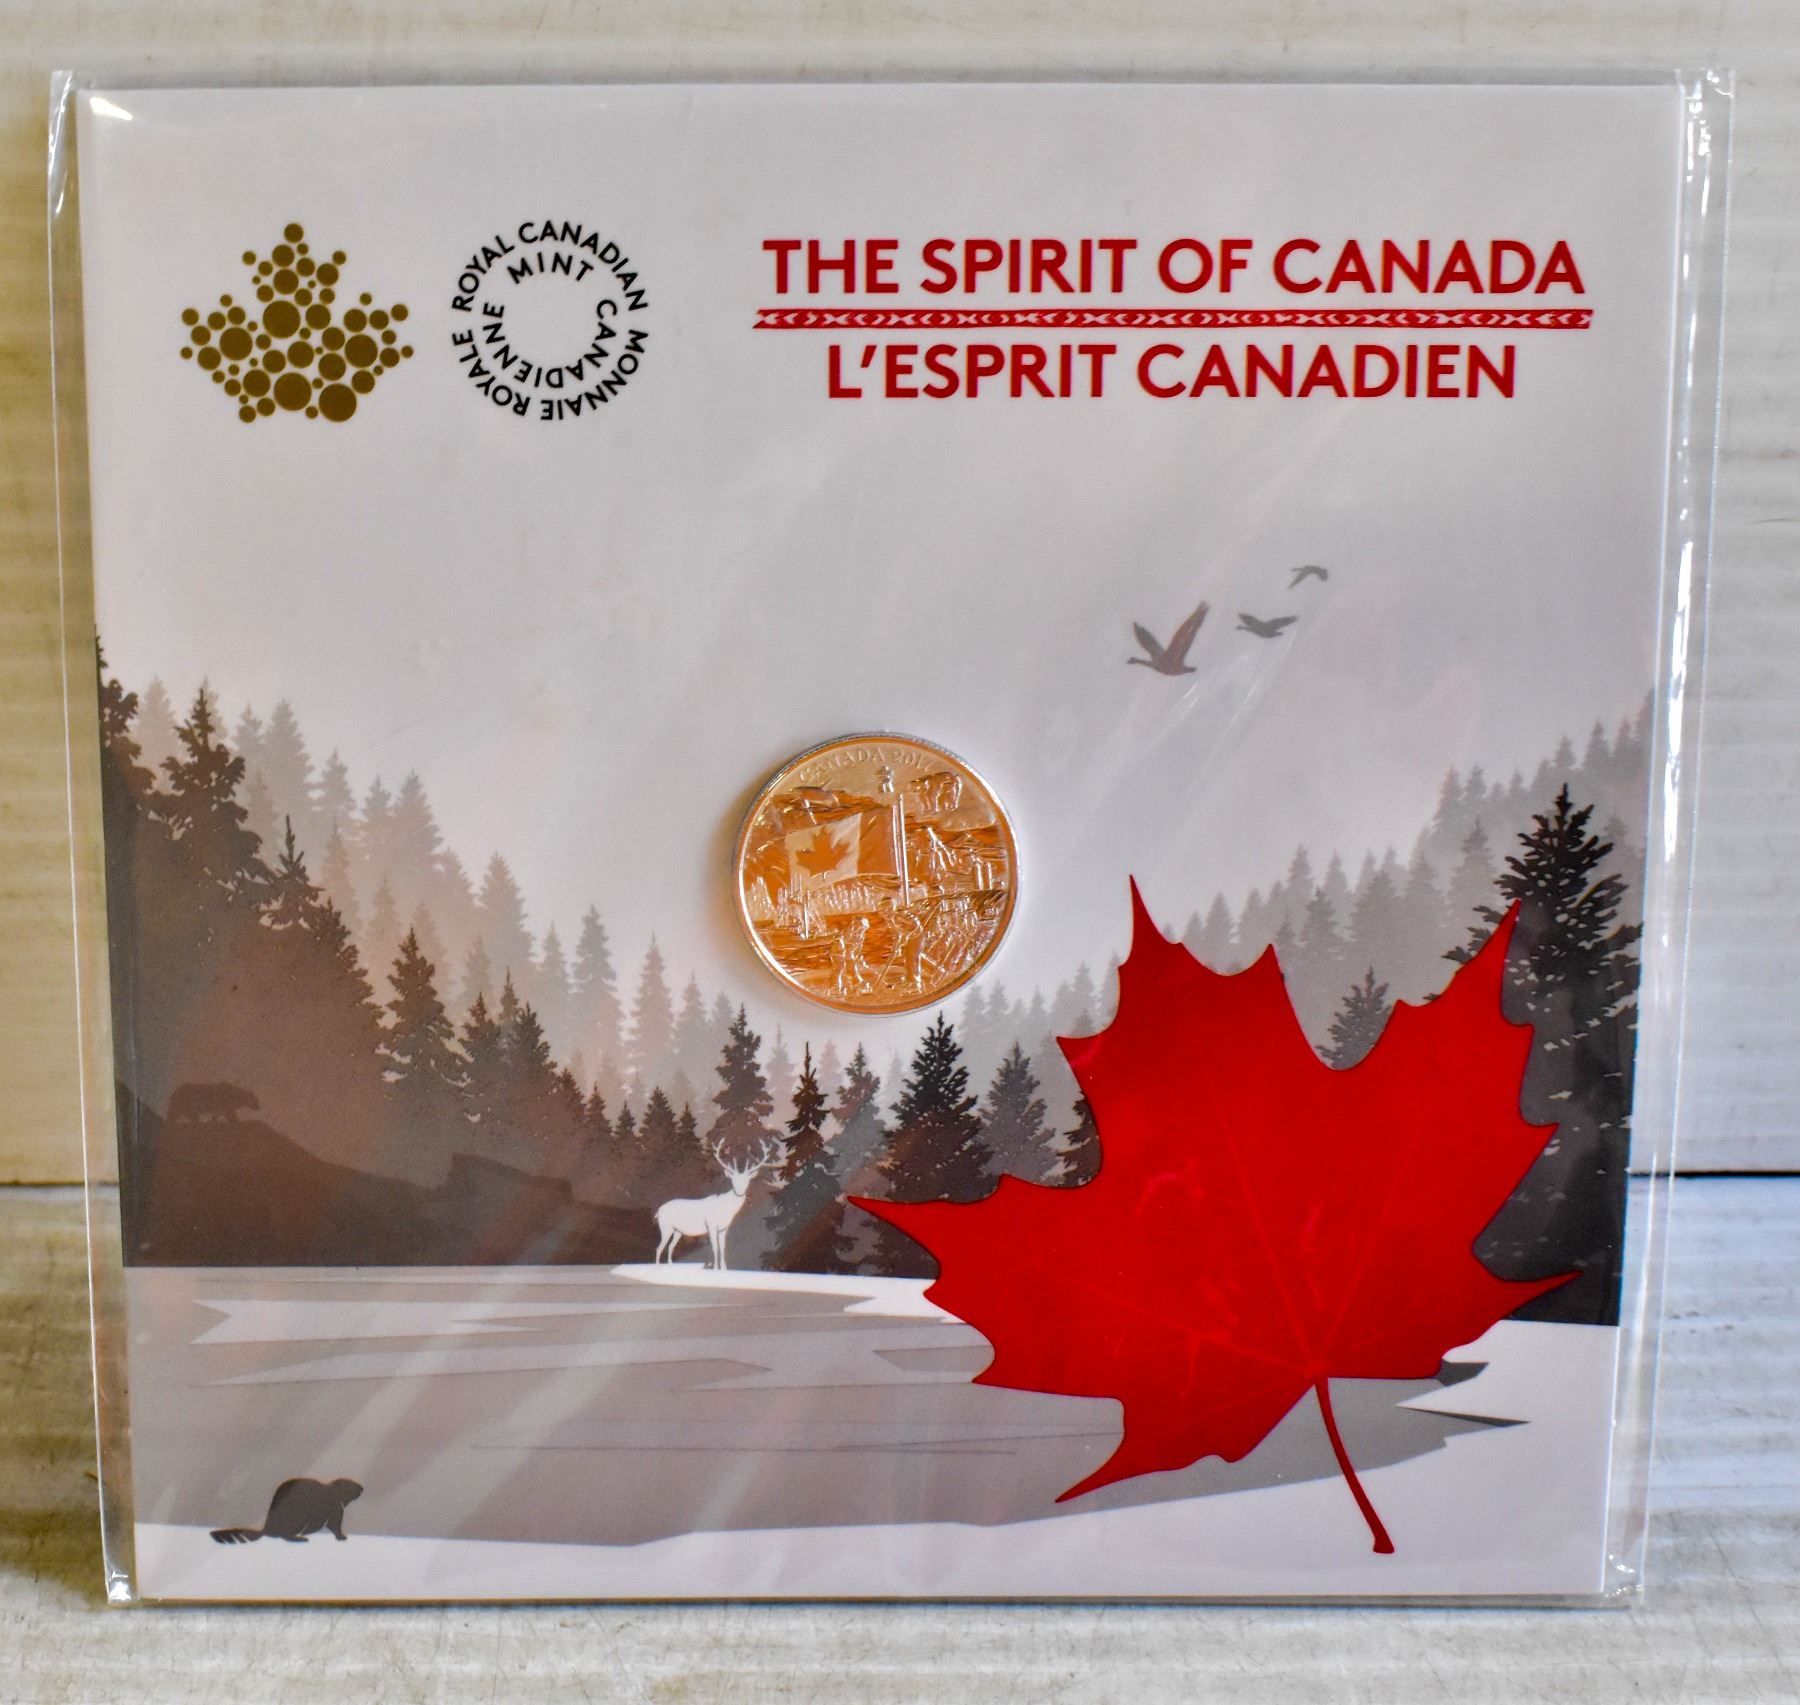 ROYAL CANADIAN MINT
MONNAIE ROYALE CANADIENNE
THE SPIRIT OF CANADA
L'ESPRIT CANADIEN
CANADA 2017